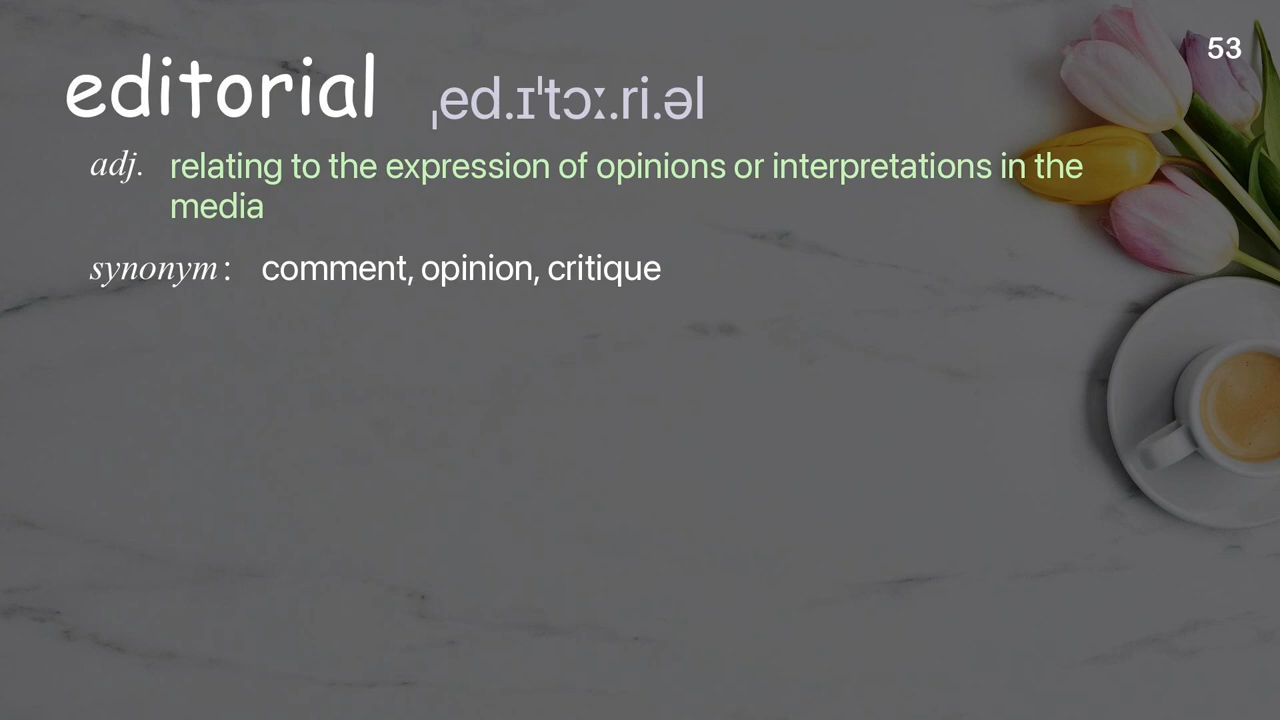 53
editorial ˌed.ɪˈtɔː.ri.əl
adj. relating to the expression of opinions or interpretations in the
media
synonym: comment, opinion, critique